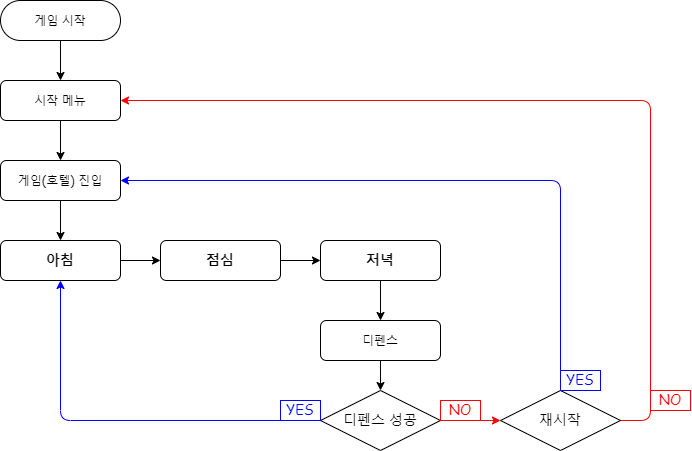 게임 시작
시작 메뉴
게임(호텔) 진입
아침
점심
저녁
디펜스
YES
YES
디펜스 성공
NO
재시작
NO